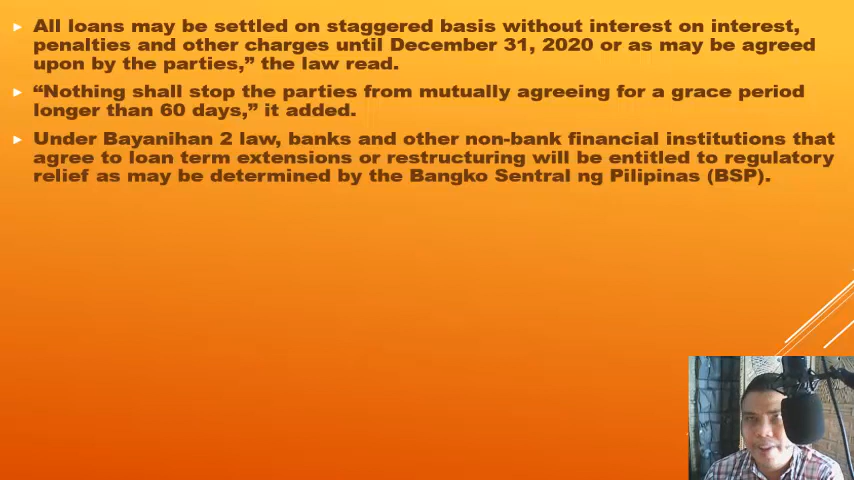 All loans may be settled on staggered basis without interest on interest,
penalties and other charges until December 31, 2020 or as may be agreed
upon by the parties,” the law read.
“Nothing shall stop the parties from mutually agreeing for a grace period
longer than 60 days,” it added.
Under Bayanihan 2 law, banks and other non-bank financial institutions that
agree to loan term extensions or restructuring will be entitled to regulatory
relief as may be determined by the Bangko Sentral ng Pilipinas (BSP).